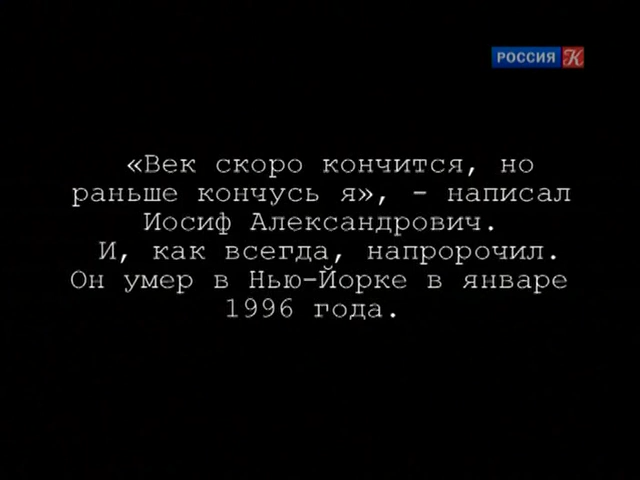 РОССИЯ К
«Век скоро кончится, но
раньше кончусь я», - написал
Иосиф Александрович.
И, как всегда, напророчил.
Он умер в Нью-Йорке в январе
1996 года.